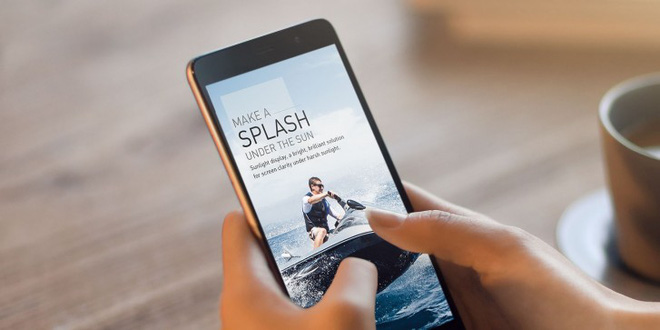 MAKE A
SPLASH
UNDER THE SUN
Sunlight display, a bright, brilliant solution
for screen clarity under harsh sunlight.